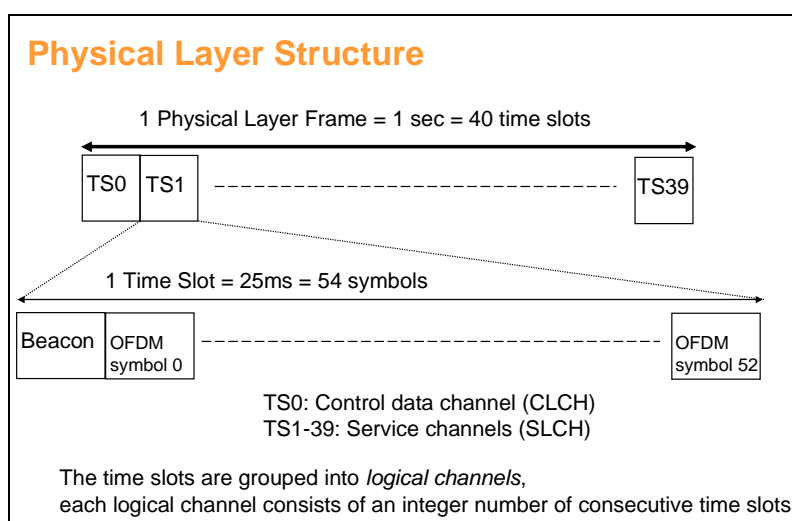 Physical Layer Structure
1 Physical Layer Frame = 1 sec = 40 time slots
TS0 TS1 TS39
1 Time Slot = 25ms = 54 symbols
Beacon OFDM symbol 0 OFDM symbol 52
TS0: Control data channel (CLCH)
TS1-39: Service channels (SLCH)
The time slots are grouped into logical channels,
each logical channel consists of an integer number of consecutive time slots